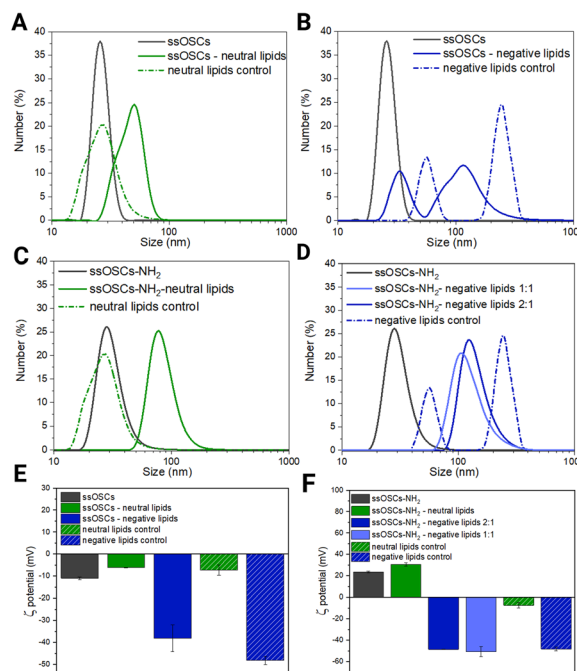 A
ssOSCs
ssOSCs - neutral lipids
neutral lipids control
Number (%)
40
35
30
25
20
15
10
5
0
10
100
1000
Size (nm)
B
ssOSCs
ssOSCs - negative lipids
negative lipids control
Number (%)
40
35
30
25
20
15
10
5
0
10
100
Size (nm)
C
ssOSCs-NH₂
ssOSCs-NH₂-neutral lipids
neutral lipids control
Number (%)
40
35
30
25
20
15
10
5
0
10
100
1000
Size (nm)
D
ssOSCs-NH₂
ssOSCs-NH₂- negative lipids 1:1
ssOSCs-NH₂- negative lipids 2:1
negative lipids control
Number (%)
40
35
30
25
20
15
10
5
0
10
100
Size (nm)
E
ssOSCs
ssOSCs - neutral lipids
ssOSCs - negative lipids
neutral lipids control
negative lipids control
ζ potential (mV)
30
20
10
0
-10
-20
-30
-40
-50
F
ssOSCs-NH₂
ssOSCs-NH₂ - neutral lipids
ssOSCs-NH₂ - negative lipids 2:1
ssOSCs-NH₂ - negative lipids 1:1
neutral lipids control
negative lipids control
ζ potential (mV)
100
80
60
40
20
0
-20
-40
-60